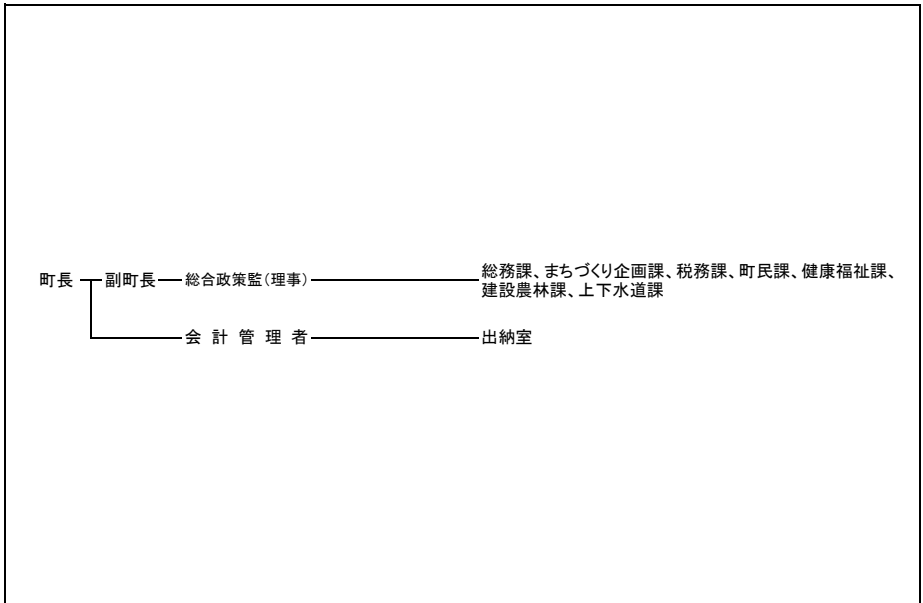 町長 副町長 総合政策監（理事） 総務課、まちづくり企画課、税務課、町民課、健康福祉課、
建設農林課、上下水道課
会計管理者 出納室